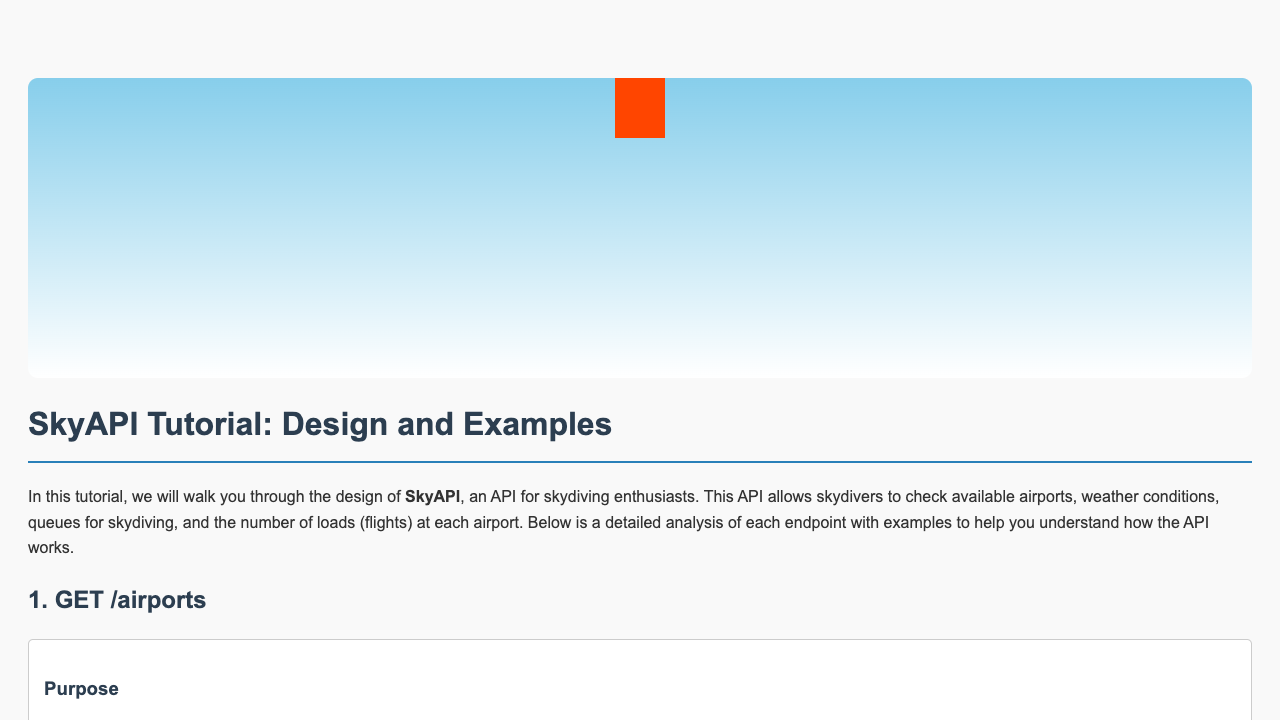 SkyAPI Tutorial: Design and Examples
In this tutorial, we will walk you through the design of SkyAPI, an API for skydiving enthusiasts. This API allows skydivers to check available airports, weather conditions,
queues for skydiving, and the number of loads (flights) at each airport. Below is a detailed analysis of each endpoint with examples to help you understand how the API
works.
1. GET /airports
Purpose